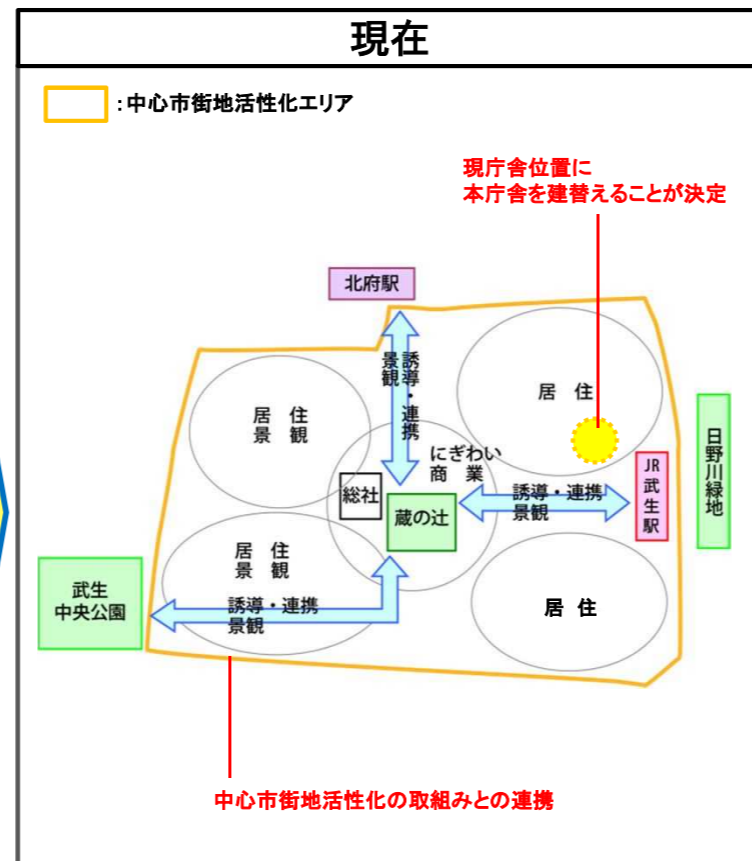 現在
:中心市街地活性化エリア
現庁舎位置に
本庁舎を建替えることが決定
北府駅
誘導・連携
景観
居 住
景 観
居 住
日野川緑地
にぎわい
商 業
総社
蔵の辻
誘導・連携
景観
JR
武生駅
居 住
景 観
武生
中央公園
誘導・連携
景観
居 住
中心市街地活性化の取組みとの連携